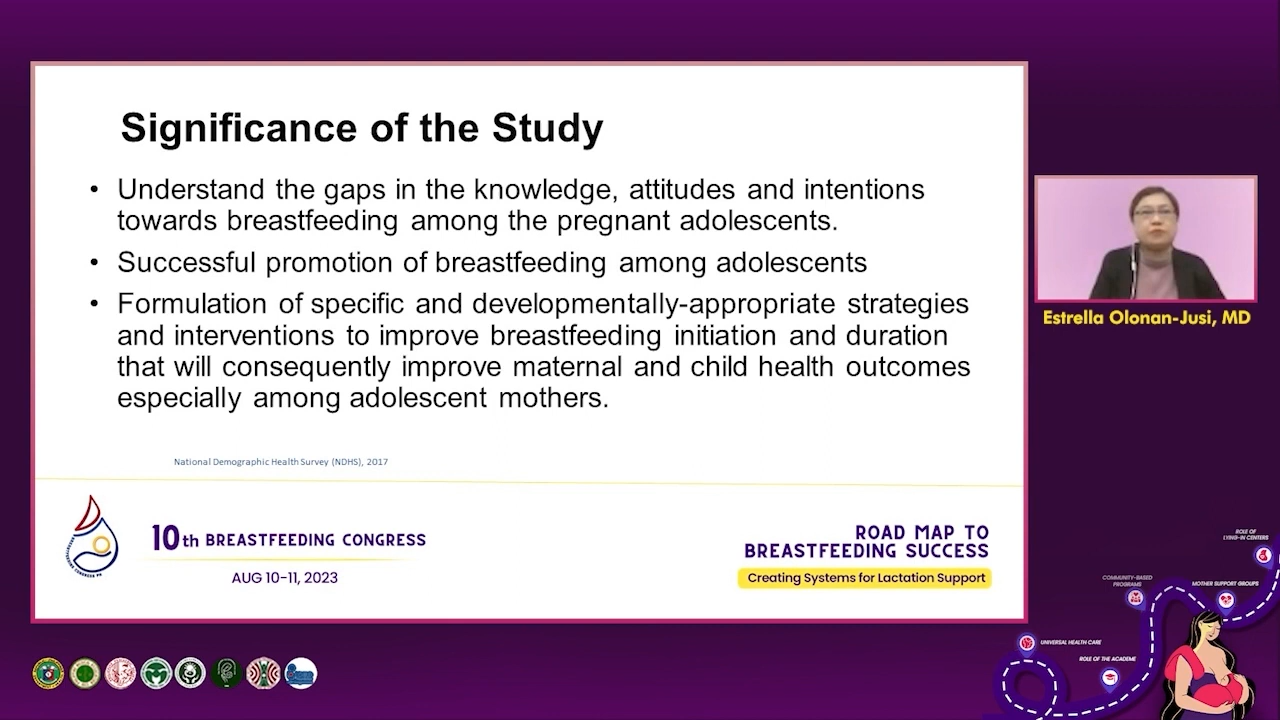 Significance of the Study
• Understand the gaps in the knowledge, attitudes and intentions
towards breastfeeding among the pregnant adolescents.
• Successful promotion of breastfeeding among adolescents
• Formulation of specific and developmentally-appropriate strategies
and interventions to improve breastfeeding initiation and duration
that will consequently improve maternal and child health outcomes
especially among adolescent mothers.
National Demographic Health Survey (NDHS), 2017
10th BREASTFEEDING CONGRESS
AUG 10-11, 2023
ROAD MAP TO
BREASTFEEDING SUCCESS
Creating Systems for Lactation Support
Estrella Olonan-Jusi, MD
ROLE OF
LYING-IN CENTERS
COMMUNITY-BASED
PROGRAMS
MOTHER SUPPORT GROUPS
UNIVERSAL HEALTH CARE
ROLE OF THE ACADEME